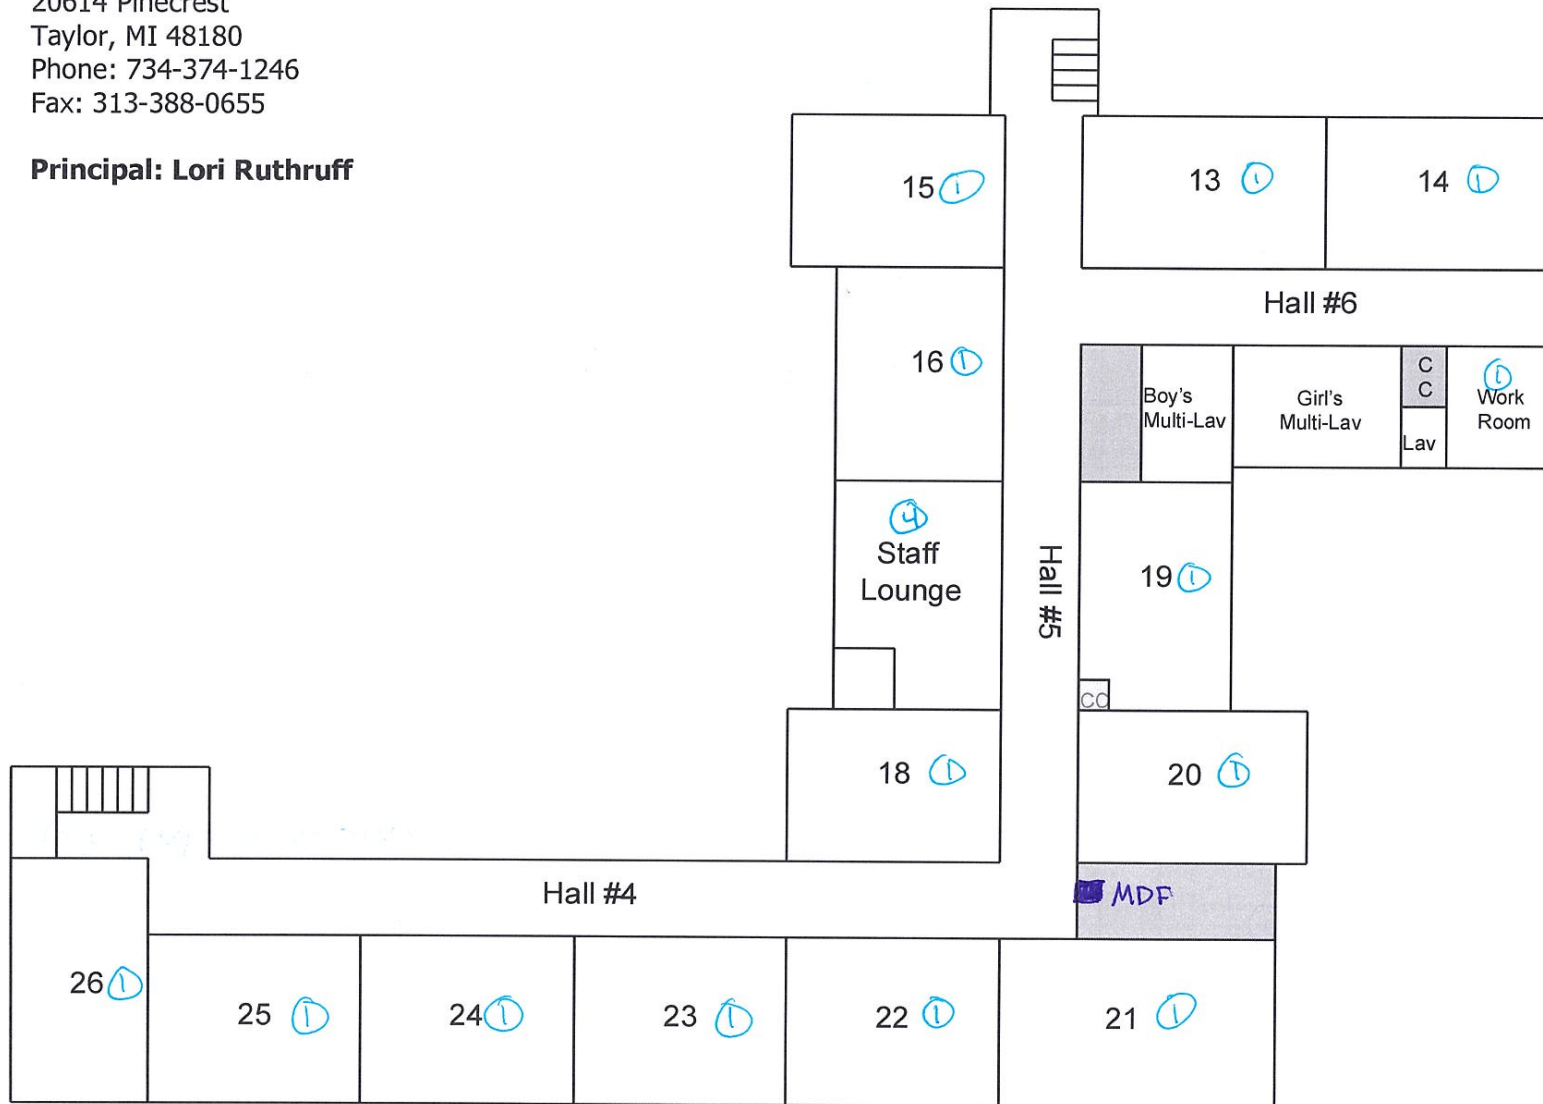 20614 Pinecrest
Taylor, MI 48180
Phone: 734-374-1246
Fax: 313-388-0655
Principal: Lori Ruthruff
15 1
13 1
14 1
Hall #6
16 1
Boy's
Multi-Lav
Girl's
Multi-Lav
C
C
Lav
1
Work
Room
4
Staff
Lounge
Hall #5
19 1
CC
18 1
20 1
Hall #4
MDF
26 1
25 1
24 1
23 1
22 1
21 1